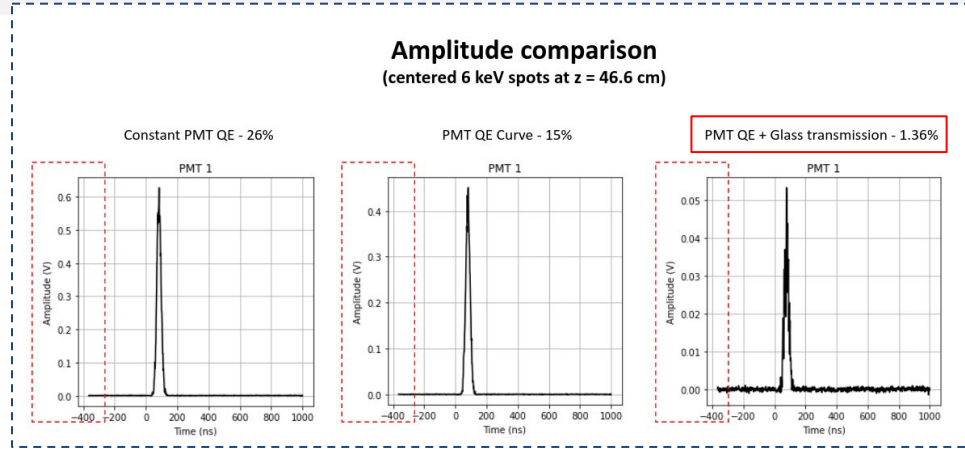 Amplitude comparison
(centered 6 keV spots at z = 46.6 cm)
Constant PMT QE - 26%
PMT 1
Amplitude (V)
0.6
0.5
0.4
0.3
0.2
0.1
0.0
−400 −200 0 200 400 600 800 1000
Time (ns)
PMT QE Curve - 15%
PMT 1
Amplitude (V)
0.4
0.3
0.2
0.1
0.0
−400 −200 0 200 400 600 800 1000
Time (ns)
PMT QE + Glass transmission - 1.36%
PMT 1
Amplitude (V)
0.05
0.04
0.03
0.02
0.01
0.00
−400 −200 0 200 400 600 800 1000
Time (ns)